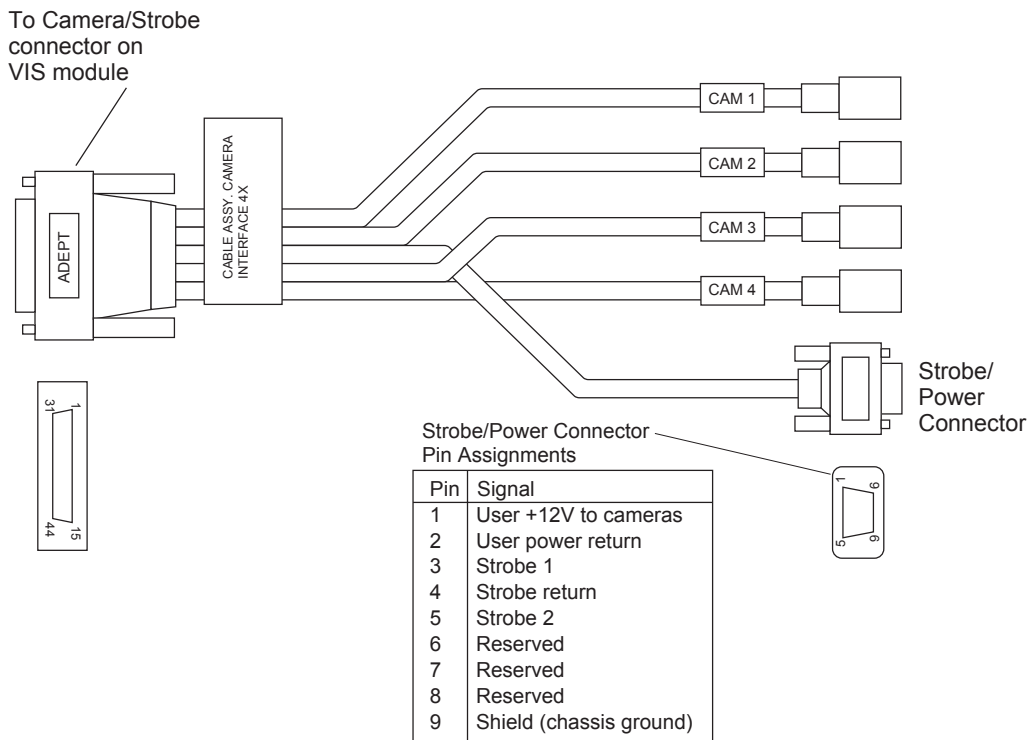 To Camera/Strobe
connector on
VIS module
ADEPT
CABLE ASSY. CAMERA
INTERFACE 4X
CAM 1
CAM 2
CAM 3
CAM 4
Strobe/
Power
Connector
31 1
44 15
Strobe/Power Connector
Pin Assignments
1 6
5 9
Pin Signal
1 User +12V to cameras
2 User power return
3 Strobe 1
4 Strobe return
5 Strobe 2
6 Reserved
7 Reserved
8 Reserved
9 Shield (chassis ground)